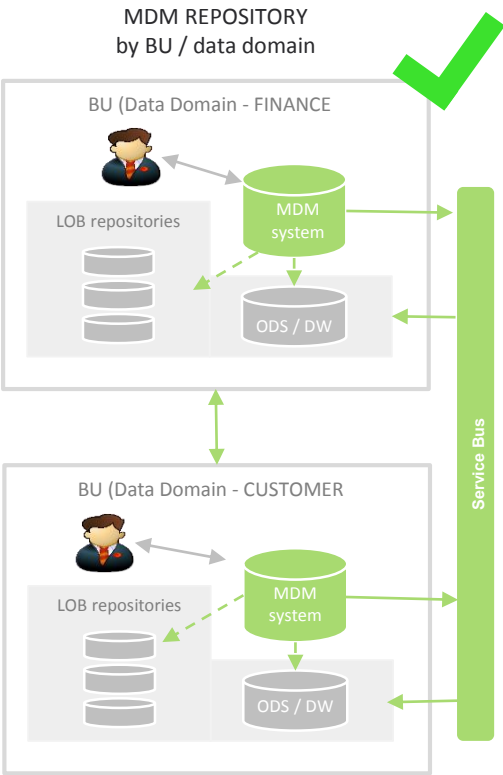 MDM REPOSITORY
by BU / data domain
BU (Data Domain - FINANCE
MDM
system
LOB repositories
ODS / DW
Service Bus
BU (Data Domain - CUSTOMER
MDM
system
LOB repositories
ODS / DW